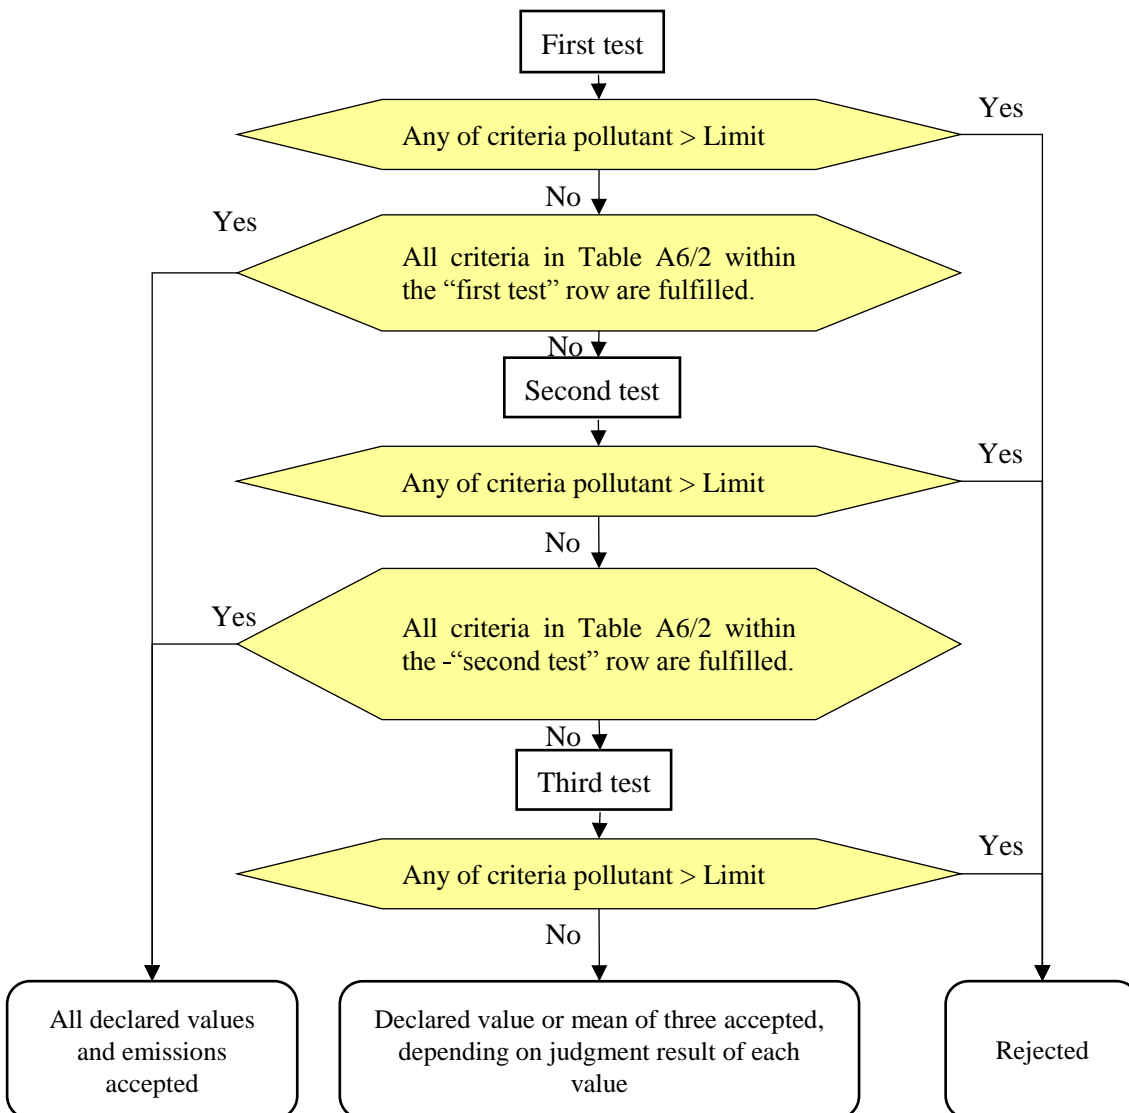 First test
Yes
Any of criteria pollutant > Limit
No
Yes
All criteria in Table A6/2 within
the “first test” row are fulfilled.
No
Second test
Yes
Any of criteria pollutant > Limit
No
Yes
All criteria in Table A6/2 within
the -“second test” row are fulfilled.
No
Third test
Yes
Any of criteria pollutant > Limit
No
All declared values
and emissions
accepted
Declared value or mean of three accepted,
depending on judgment result of each
value
Rejected